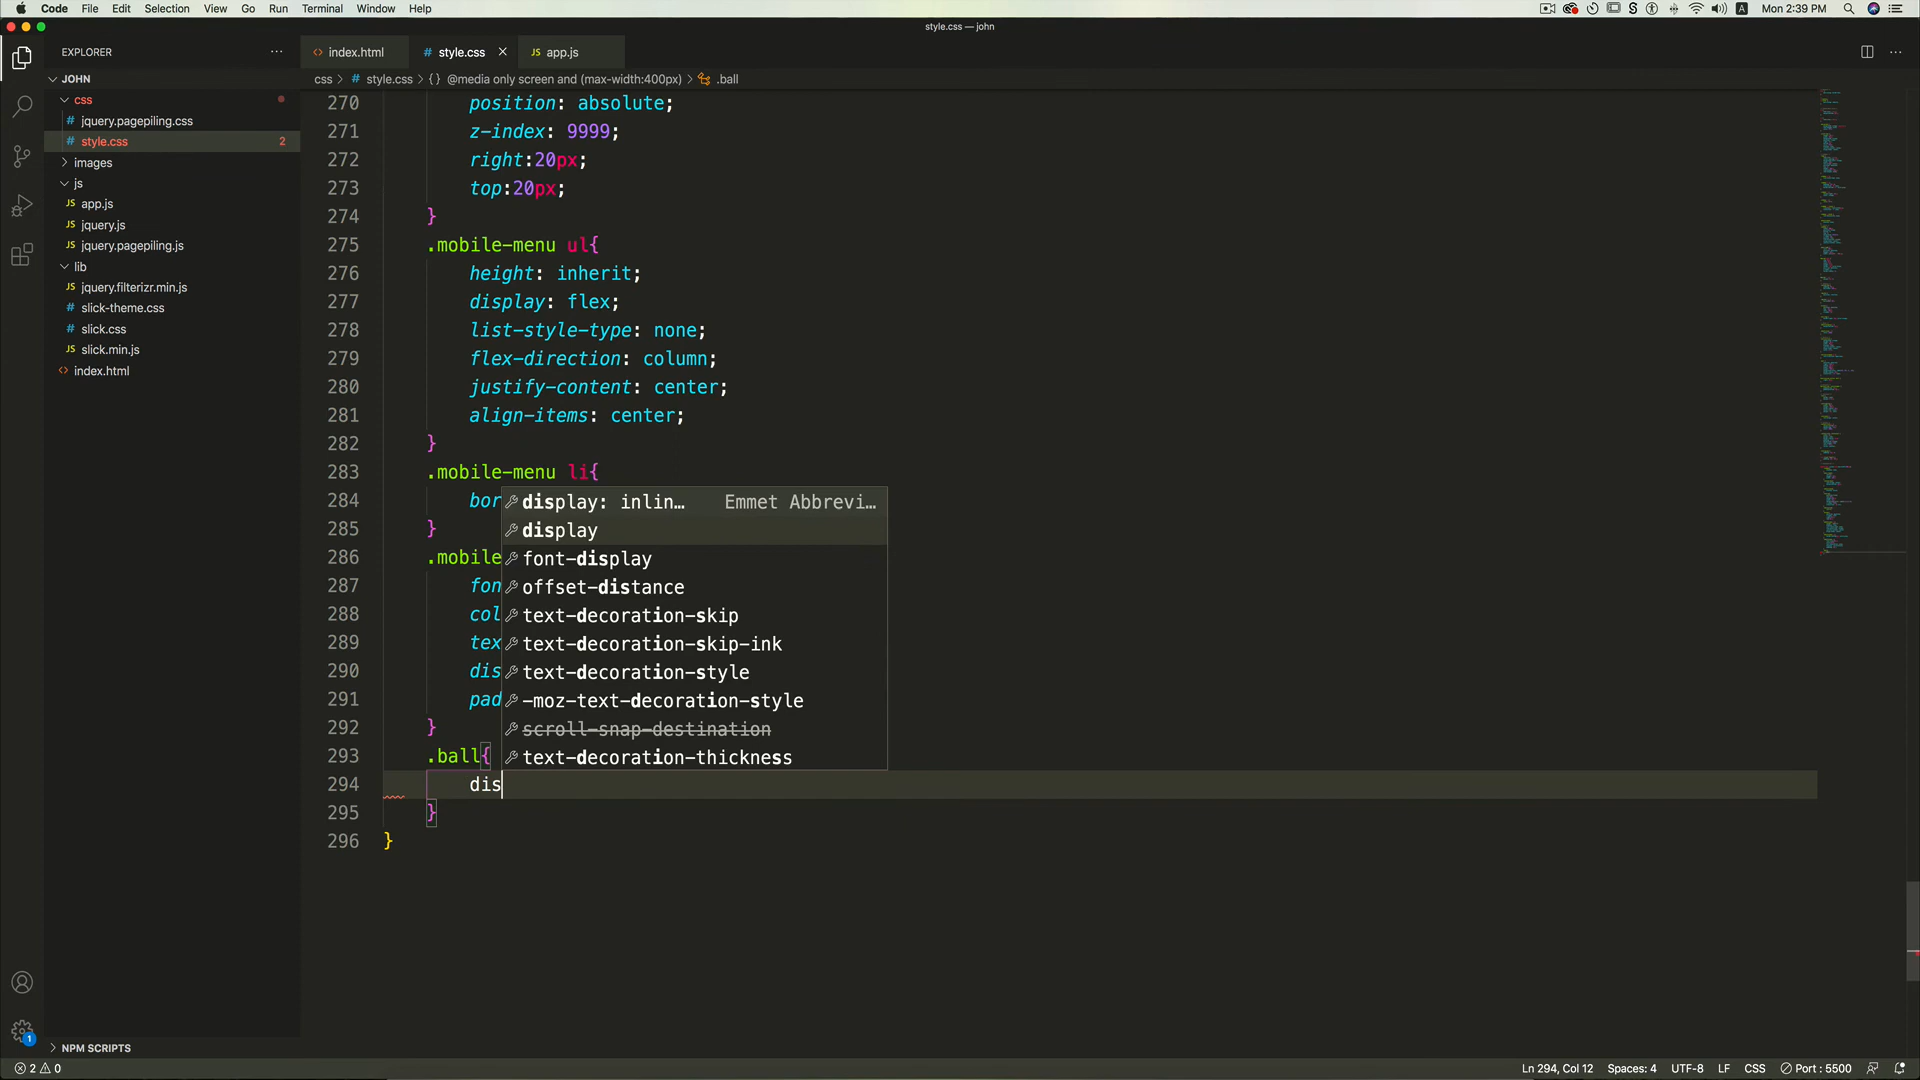 Code File Edit Selection View Go Run Terminal Window Help
A Mon 2:39 PM
style.css — john
EXPLORER
index.html
style.css
JS app.js
JOHN
css > style.css > {} @media only screen and (max-width:400px) > .ball
css
# jquery.pagepiling.css
# style.css 2
images
js
JS app.js
JS jquery.js
JS jquery.pagepiling.js
lib
JS jquery.filterizr.min.js
# slick-theme.css
# slick.css
JS slick.min.js
index.html
270 position: absolute;
271 z-index: 9999;
272 right:20px;
273 top:20px;
274 }
275 .mobile-menu ul{
276 height: inherit;
277 display: flex;
278 list-style-type: none;
279 flex-direction: column;
280 justify-content: center;
281 align-items: center;
282 }
283 .mobile-menu li{
284 bor
285 }
286 .mobile
287 fon
288 col
289 tex
290 dis
291 pad
292 }
293 .ball{
294 dis
295 }
296 }
display: inlin… Emmet Abbrevi…
display
font-display
offset-distance
text-decoration-skip
text-decoration-skip-ink
text-decoration-style
-moz-text-decoration-style
scroll-snap-destination
text-decoration-thickness
1
NPM SCRIPTS
2 0
Ln 294, Col 12 Spaces: 4 UTF-8 LF CSS Port : 5500